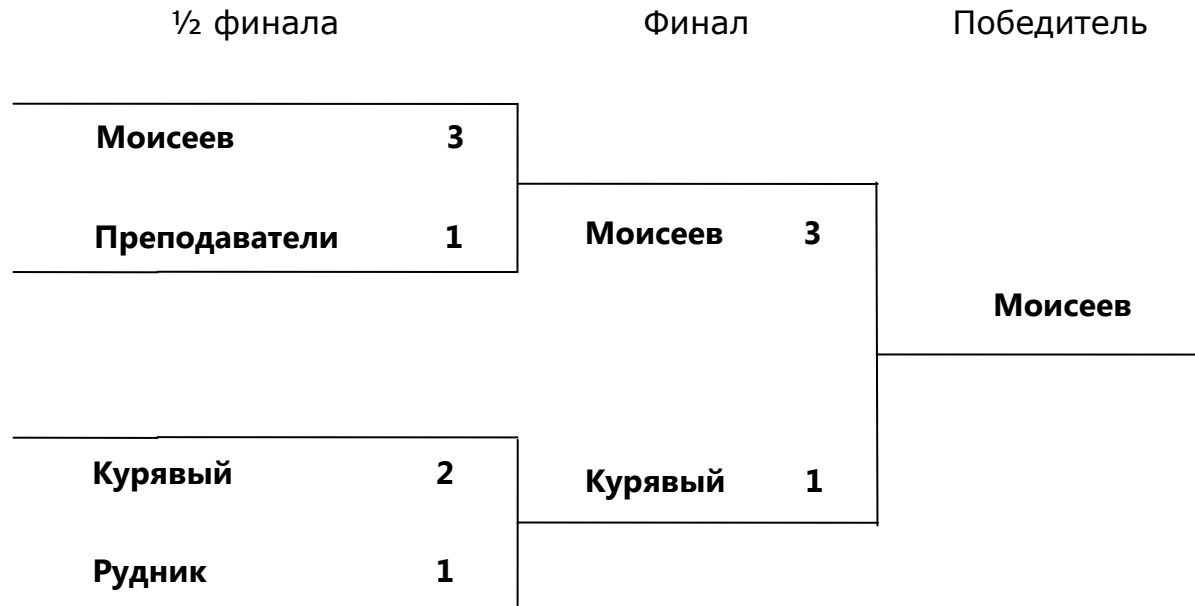 ½ финала Финал Победитель
Моисеев 3
Преподаватели 1
Моисеев 3
Моисеев
Курявый 2
Курявый 1
Рудник 1